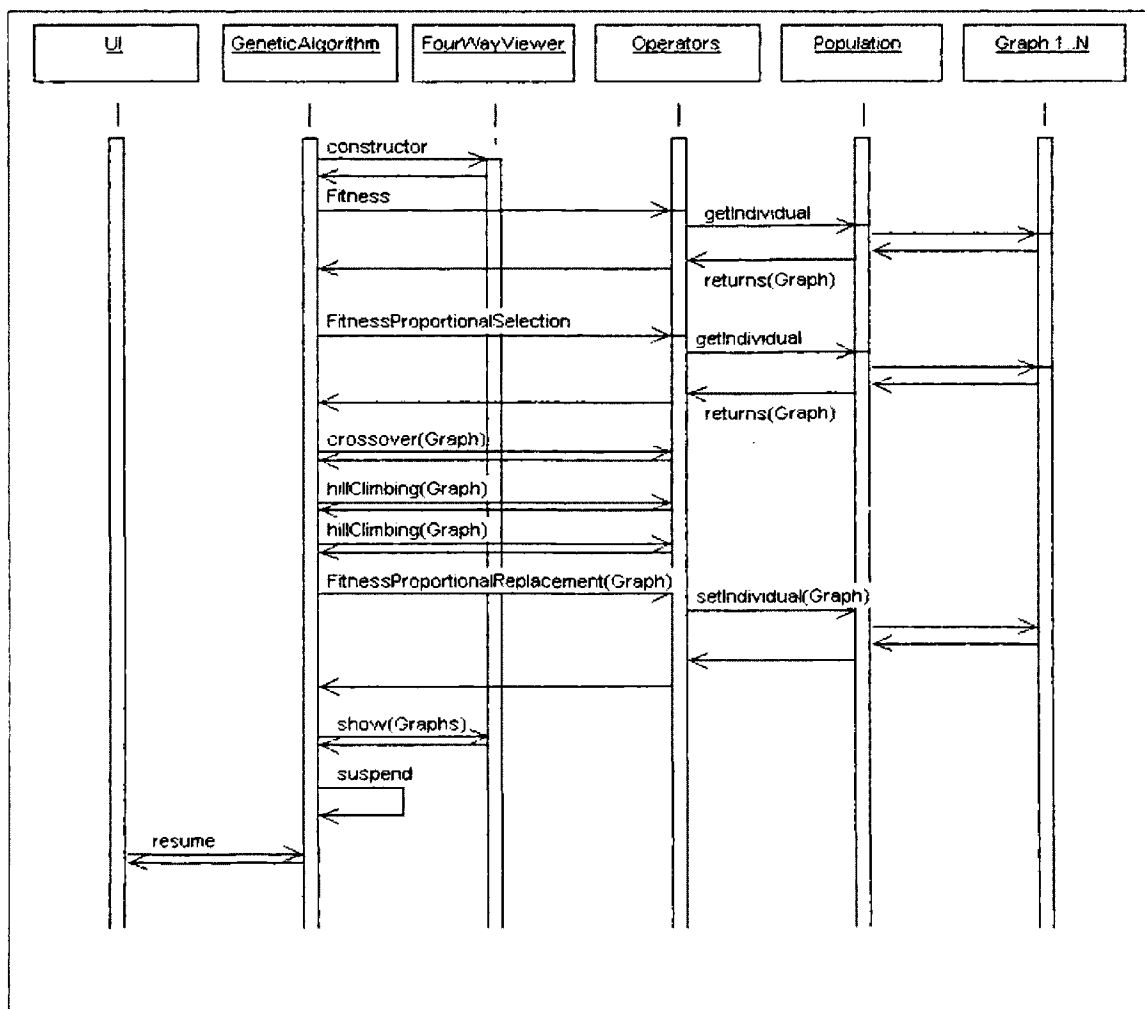 UI
GeneticAlgorithm
FourWayViewer
Operators
Population
Graph 1..N
constructor
Fitness
getIndividual
returns(Graph)
FitnessProportionalSelection
getIndividual
returns(Graph)
crossover(Graph)
hillClimbing(Graph)
hillClimbing(Graph)
FitnessProportionalReplacement(Graph)
setIndividual(Graph)
show(Graphs)
suspend
resume